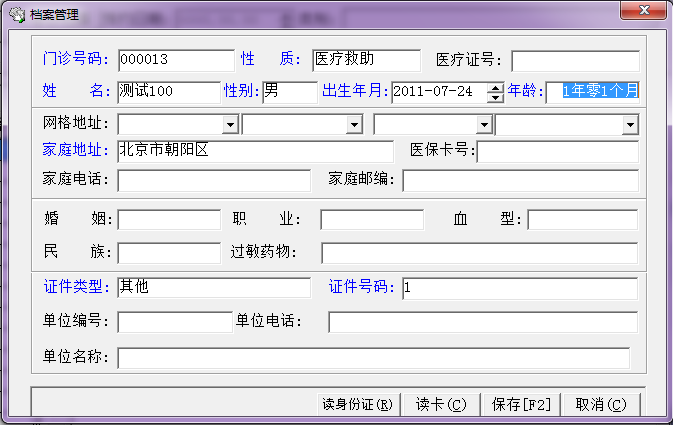 档案管理
门诊号码: 000013 性 质: 医疗救助 医疗证号:
姓 名: 测试100 性别: 男 出生年月: 2011-07-24 年龄: 1年零1个月
网格地址:
家庭地址: 北京市朝阳区 医保卡号:
家庭电话: 家庭邮编:
婚 姻: 职 业: 血 型:
民 族: 过敏药物:
证件类型: 其他 证件号码: 1
单位编号: 单位电话:
单位名称:
读身份证(R) 读卡(C) 保存[F2] 取消(C)